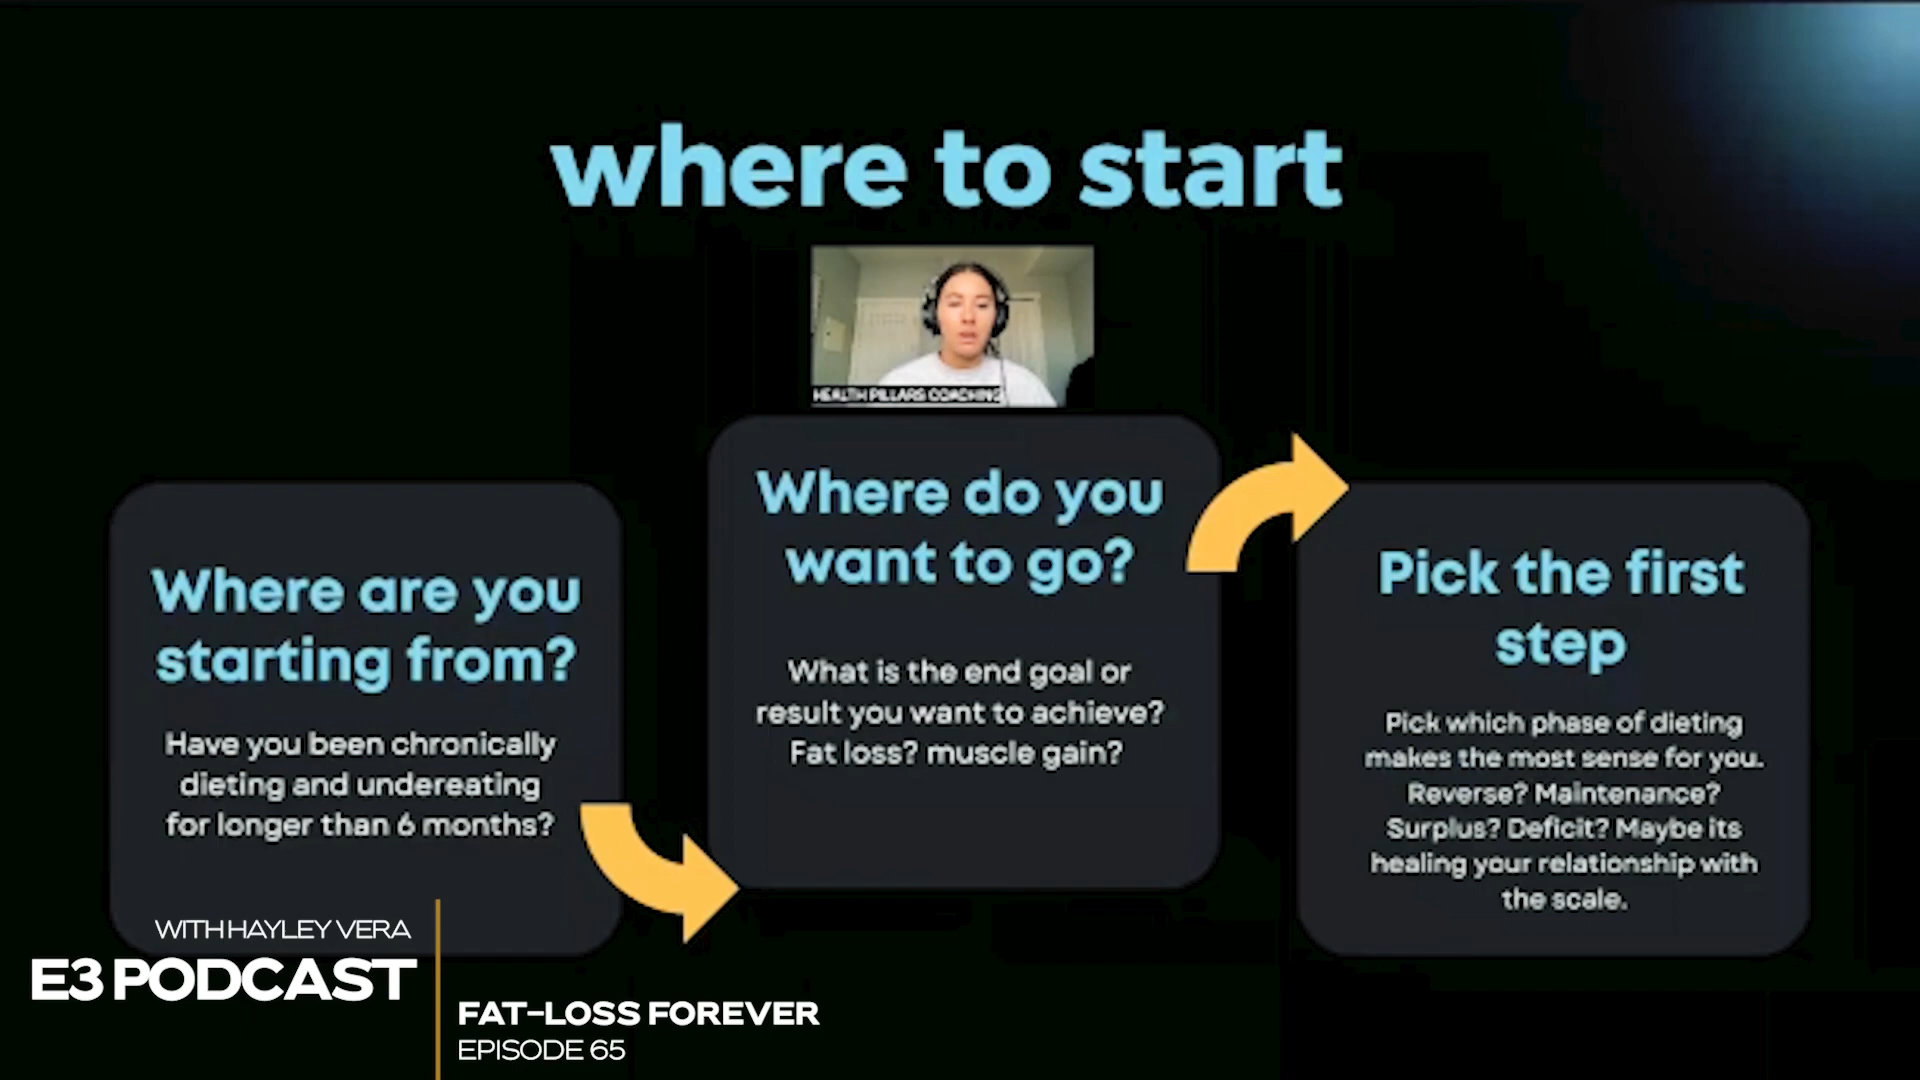 where to start
HEALTH PILLARS COACHING
Where are you
starting from?
Have you been chronically
dieting and undereating
for longer than 6 months?
Where do you
want to go?
What is the end goal or
result you want to achieve?
Fat loss? muscle gain?
Pick the first
step
Pick which phase of dieting
makes the most sense for you.
Reverse? Maintenance?
Surplus? Deficit? Maybe its
healing your relationship with
the scale.
WITH HAYLEY VERA
E3 PODCAST
FAT-LOSS FOREVER
EPISODE 65